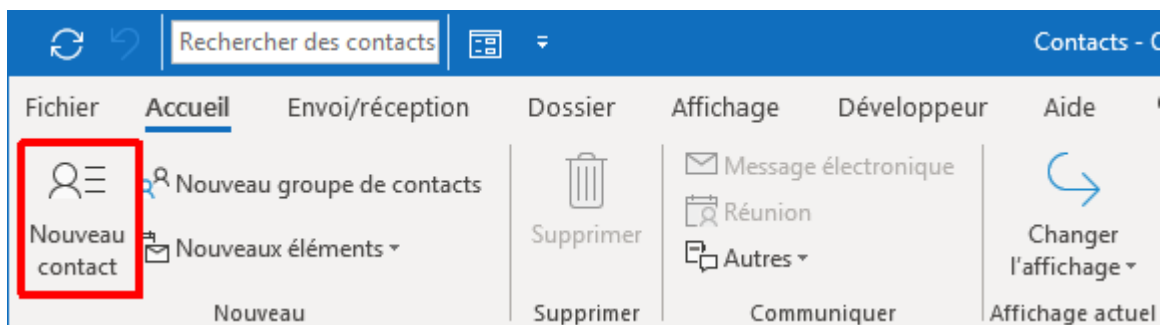 Rechercher des contacts
Contacts -
Fichier Accueil Envoi/réception Dossier Affichage Développeur Aide
Nouveau contact
Nouveau groupe de contacts
Nouveaux éléments
Nouveau
Supprimer
Supprimer
Message électronique
Réunion
Autres
Communiquer
Changer
l'affichage
Affichage actuel